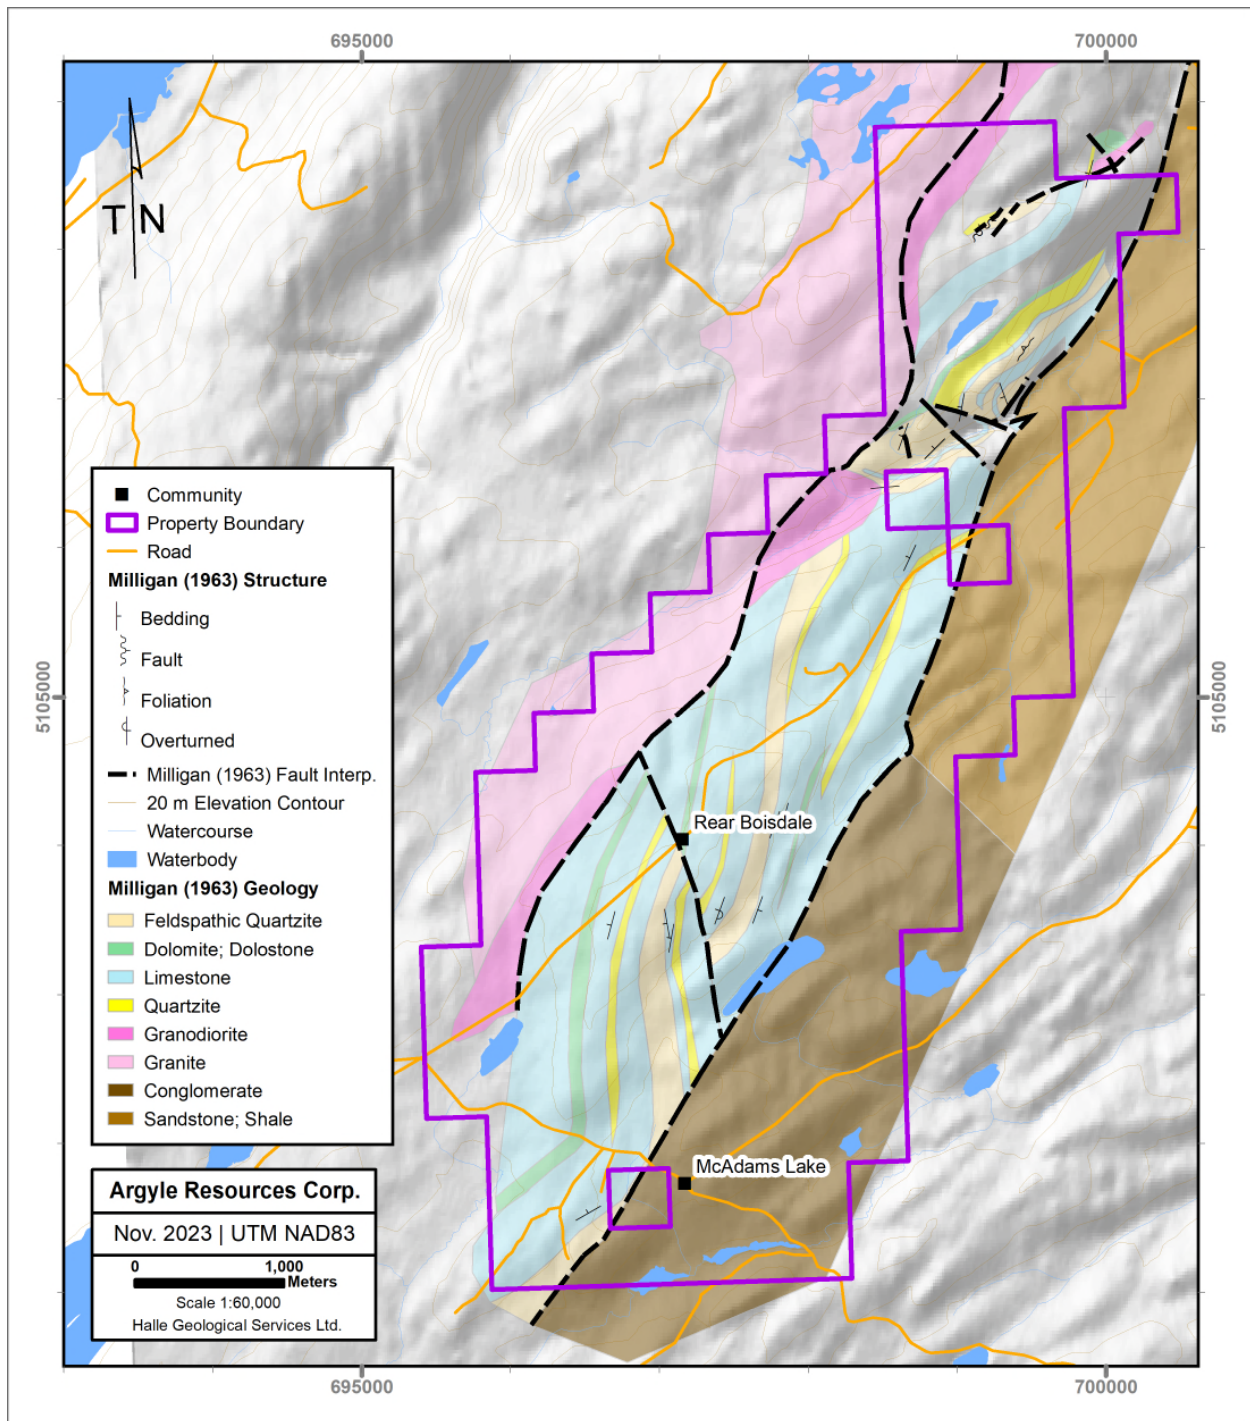 695000
700000
T N
5105000
5105000
Community
Property Boundary
Road
Milligan (1963) Structure
Bedding
Fault
Foliation
Overturned
Milligan (1963) Fault Interp.
20 m Elevation Contour
Watercourse
Waterbody
Milligan (1963) Geology
Feldspathic Quartzite
Dolomite; Dolostone
Limestone
Quartzite
Granodiorite
Granite
Conglomerate
Sandstone; Shale
Rear Boisdale
McAdams Lake
Argyle Resources Corp.
Nov. 2023 | UTM NAD83
0 1,000
Meters
Scale 1:60,000
Halle Geological Services Ltd.
695000
700000